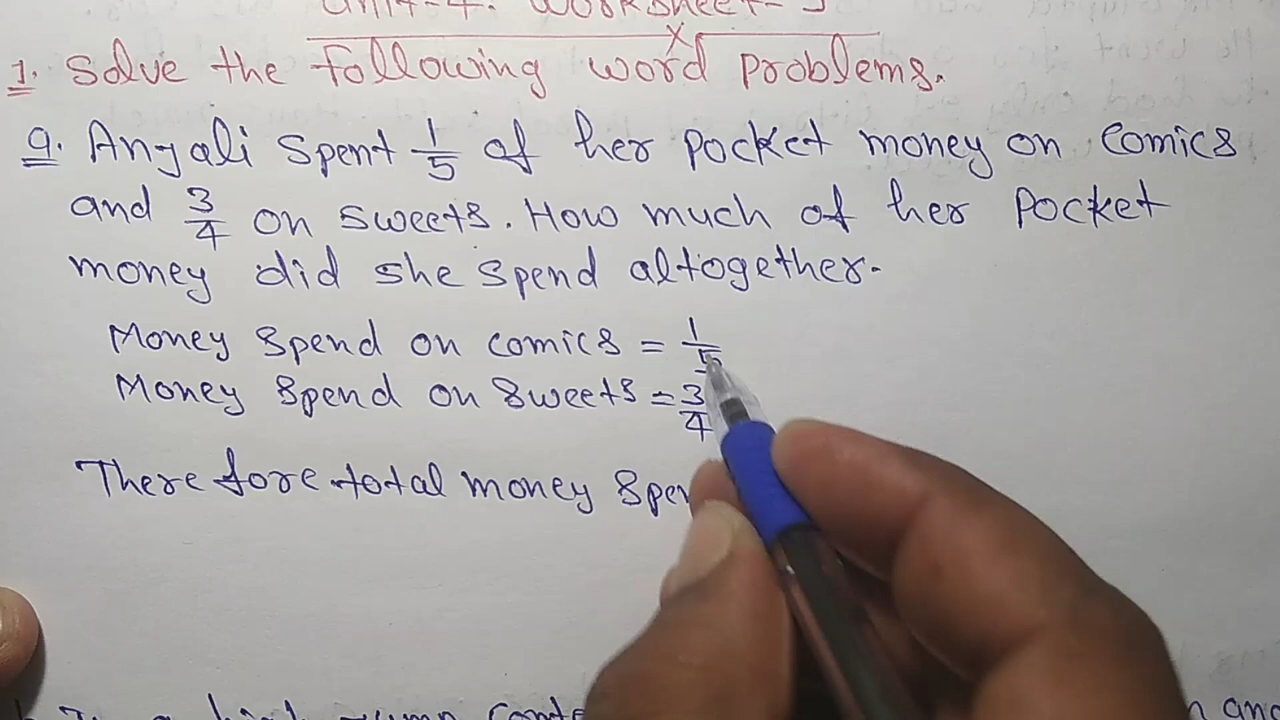 1. Solve the following word problems.
a. Anjali spent 1/5 of her pocket money on comics
and 3/4 on sweets. How much of her pocket
money did she spend altogether.
Money spend on comics = 1/5
Money spend on sweets = 3/4
There fore total money